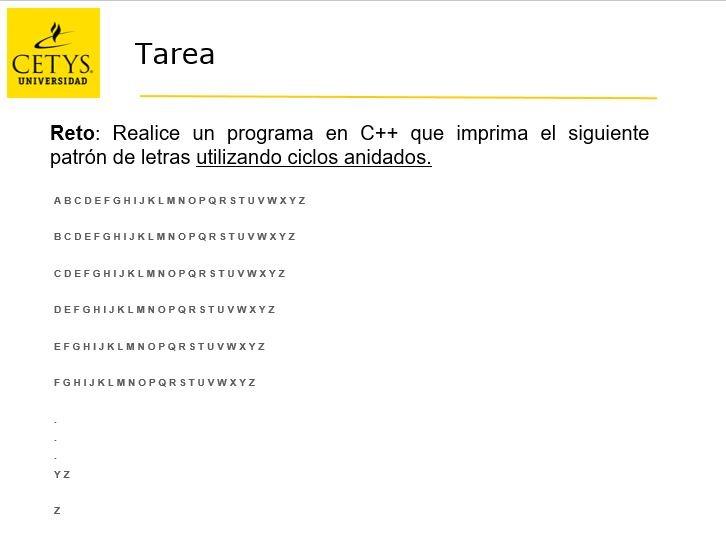 CETYS
UNIVERSIDAD
Tarea
Reto: Realice un programa en C++ que imprima el siguiente
patrón de letras utilizando ciclos anidados.
A B C D E F G H I J K L M N O P Q R S T U V W X Y Z
B C D E F G H I J K L M N O P Q R S T U V W X Y Z
C D E F G H I J K L M N O P Q R S T U V W X Y Z
D E F G H I J K L M N O P Q R S T U V W X Y Z
E F G H I J K L M N O P Q R S T U V W X Y Z
F G H I J K L M N O P Q R S T U V W X Y Z
.
.
.
Y Z
Z